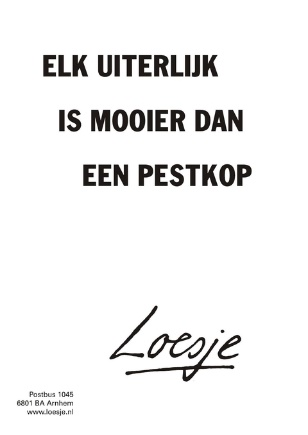 ELK UITERLIJK
IS MOOIER DAN
EEN PESTKOP
Loesje
Postbus 1045
6801 BA Arnhem
www.loesje.nl